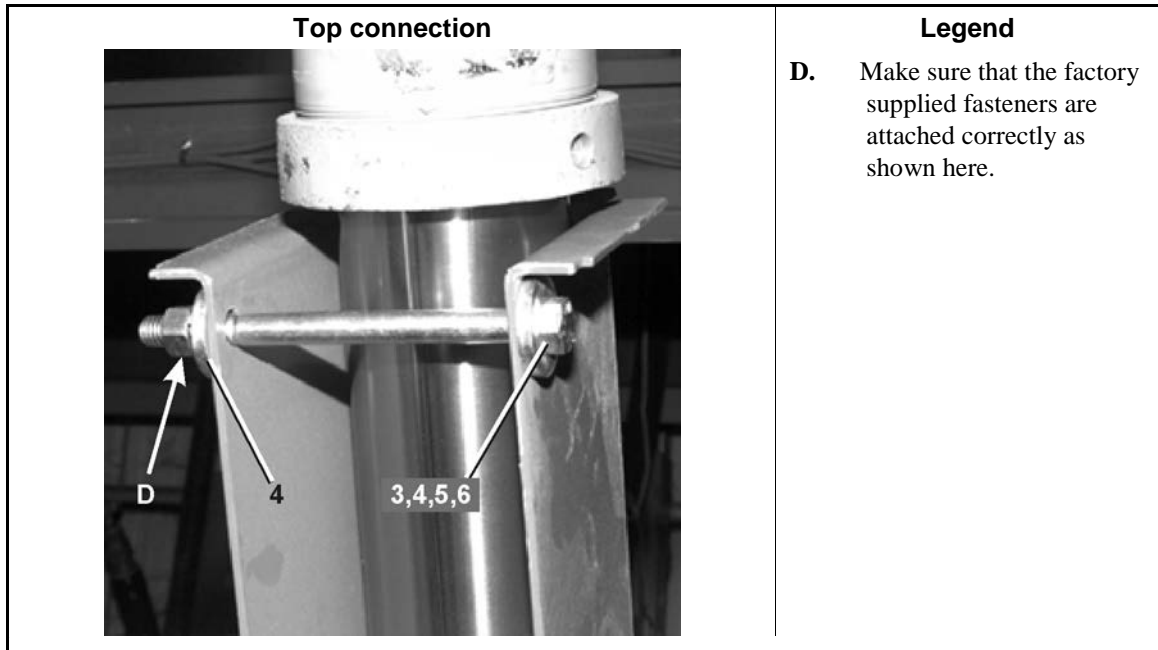 Top connection
Legend
D. Make sure that the factory
supplied fasteners are
attached correctly as
shown here.
D
4
3,4,5,6